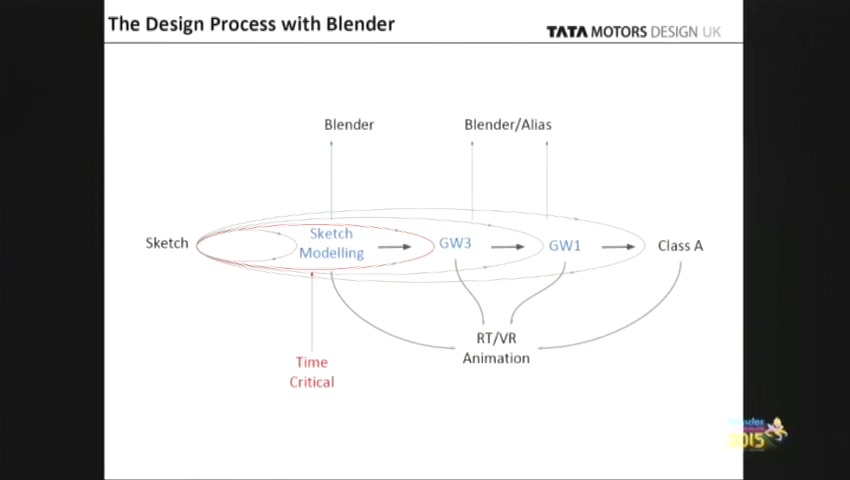 The Design Process with Blender
TATA MOTORS DESIGN UK
Blender
Blender/Alias
Sketch
Sketch
Modelling
GW3
GW1
Class A
RT/VR
Animation
Time
Critical
2015